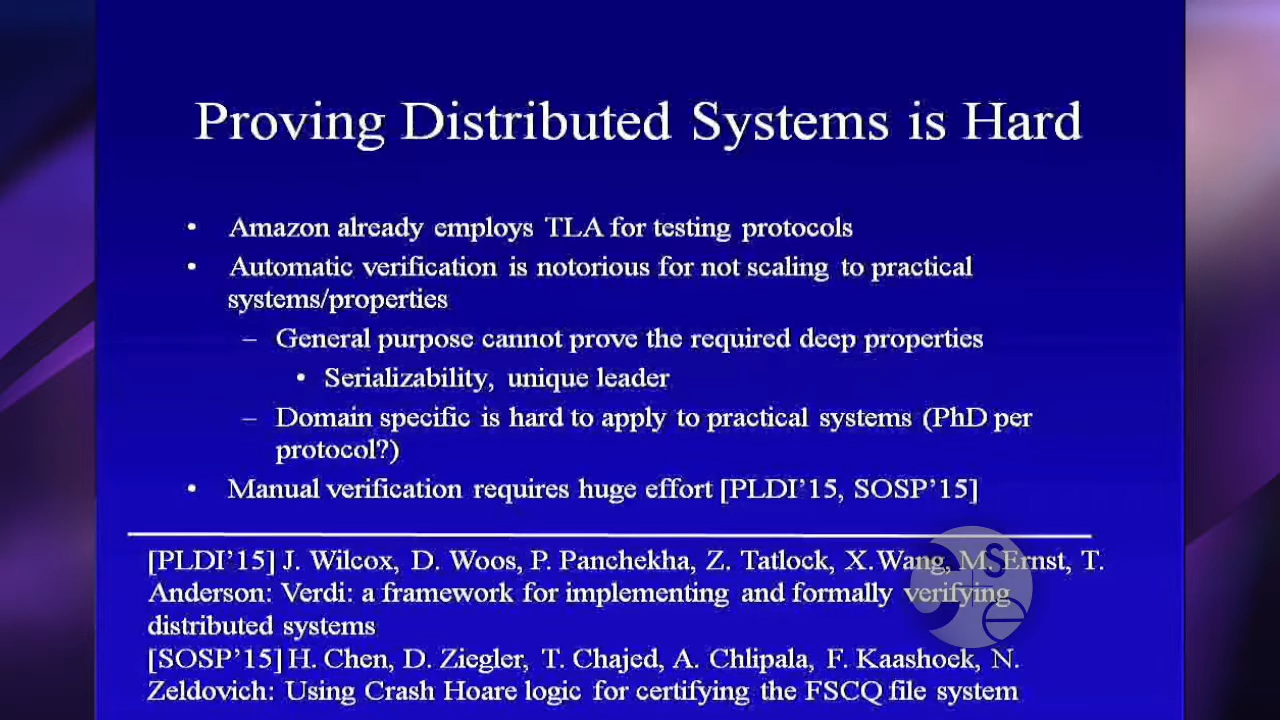 Proving Distributed Systems is Hard
• Amazon already employs TLA for testing protocols
• Automatic verification is notorious for not scaling to practical
systems/properties
– General purpose cannot prove the required deep properties
• Serializability, unique leader
– Domain specific is hard to apply to practical systems (PhD per
protocol?)
• Manual verification requires huge effort [PLDI'15, SOSP'15]
[PLDI'15] J. Wilcox, D. Woos, P. Panchekha, Z. Tatlock, X. Wang, M. Ernst, T.
Anderson: Verdi: a framework for implementing and formally verifying
distributed systems
[SOSP'15] H. Chen, D. Ziegler, T. Chajed, A. Chlipala, F. Kaashoek, N.
Zeldovich: Using Crash Hoare logic for certifying the FSCQ file system